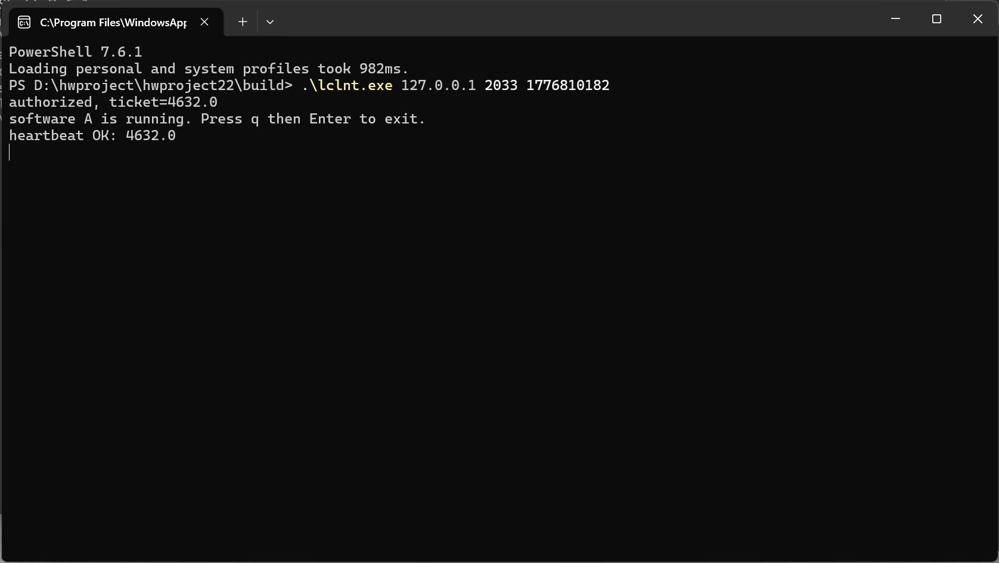 C:\Program Files\WindowsApp
PowerShell 7.6.1
Loading personal and system profiles took 982ms.
PS D:\hwproject\hwproject22\build> .\lclnt.exe 127.0.0.1 2033 1776810182
authorized, ticket=4632.0
software A is running. Press q then Enter to exit.
heartbeat OK: 4632.0